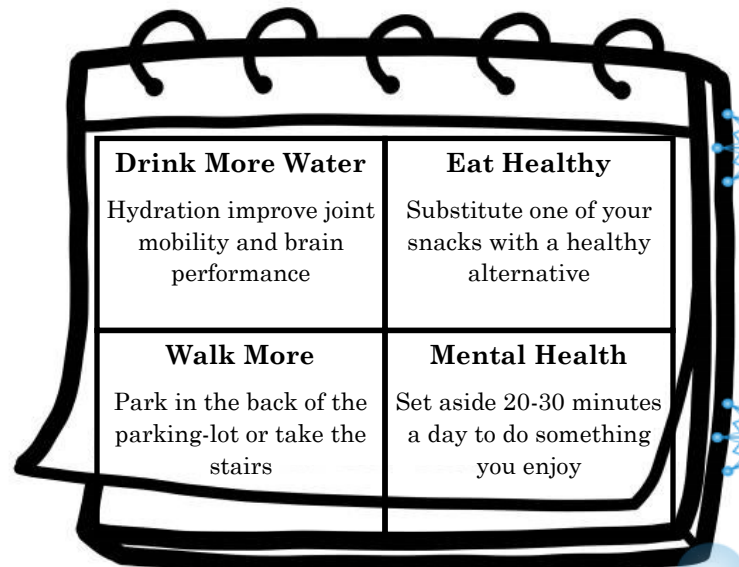 Drink More Water
Hydration improve joint
mobility and brain
performance
Eat Healthy
Substitute one of your
snacks with a healthy
alternative
Walk More
Park in the back of the
parking-lot or take the
stairs
Mental Health
Set aside 20-30 minutes
a day to do something
you enjoy